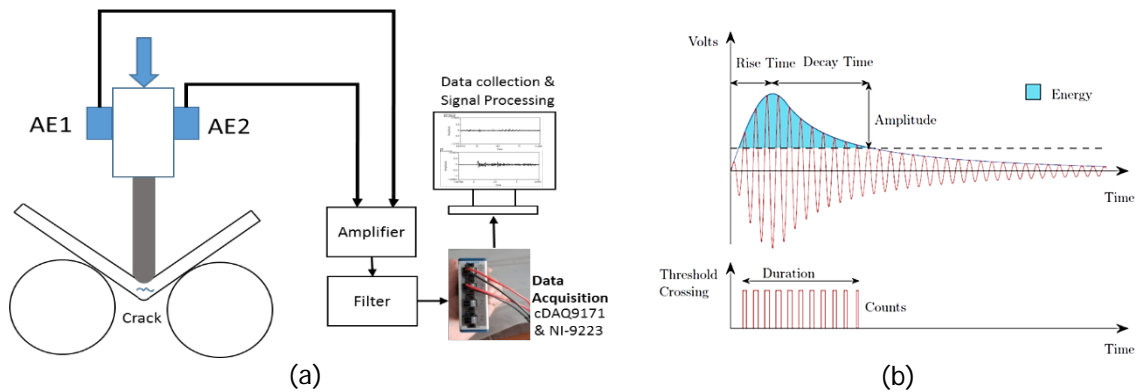 AE1
AE2
Crack
Amplifier
Filter
Data collection &
Signal Processing
Data
Acquisition
cDAQ9171
& NI-9223
(a)
Volts
Rise Time
Decay Time
Energy
Amplitude
Time
Threshold
Crossing
Duration
Counts
Time
(b)